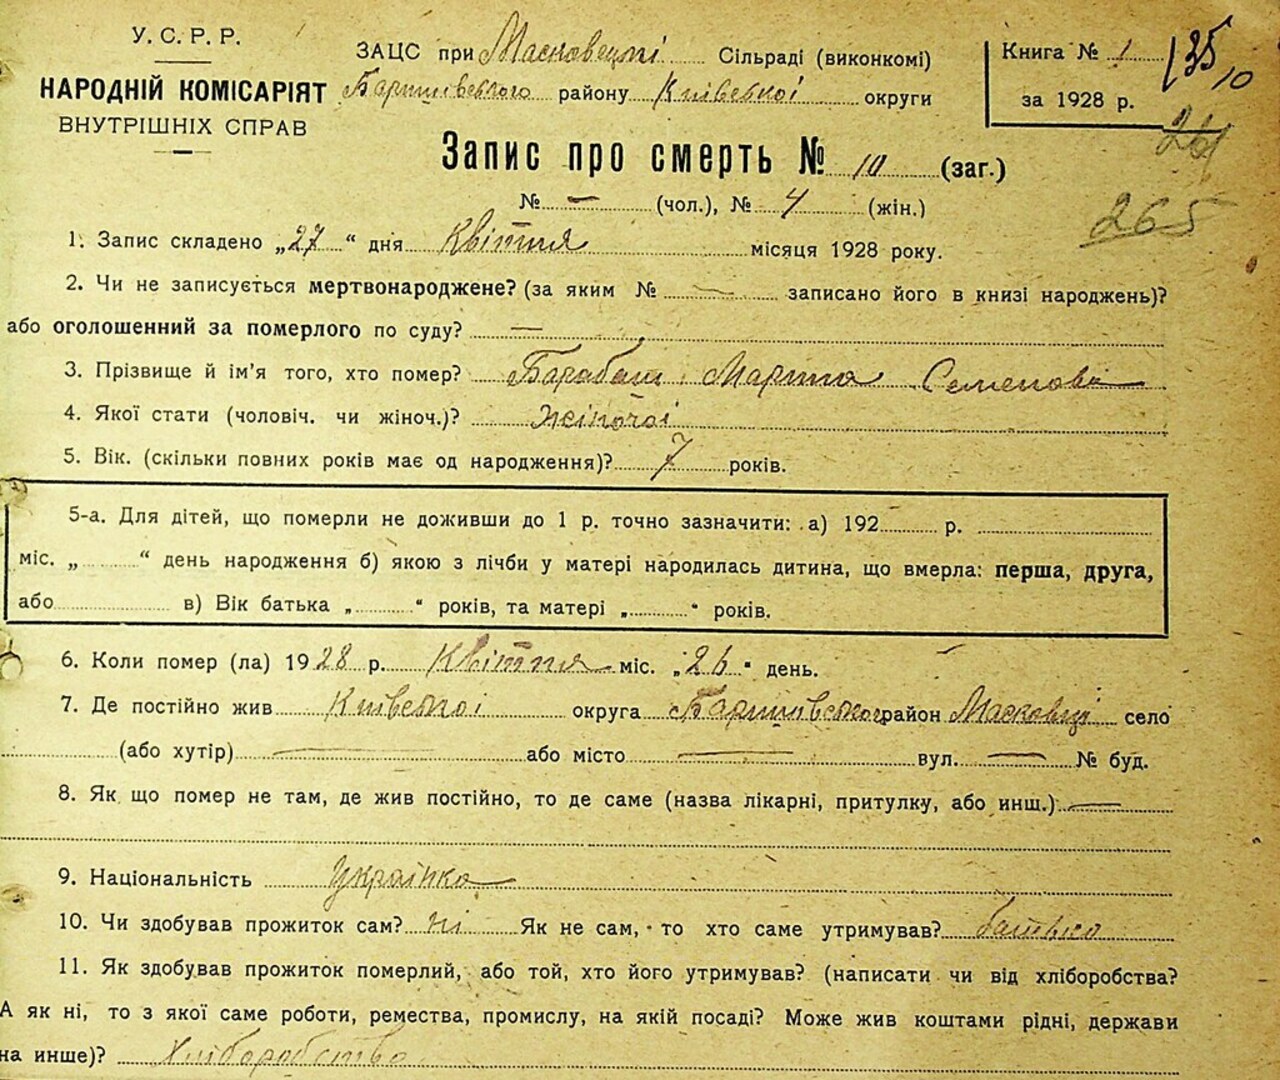 У. С. Р. Р.
НАРОДНІЙ КОМІСАРІЯТ
ВНУТРІШНІХ СПРАВ
ЗАЦС при Масковецькі Сільраді (виконкомі)
Баришівського району Київської округи
Книга № 1
за 1928 р.
135
10
264
265
Запис про смерть № 10 (заг.)
№ — (чол.), № 4 (жін.)
1. Запис складено „27“ дня Квітня місяця 1928 року.
2. Чи не записується мертвонароджене? (за яким № — записано його в книзі народжень)?
або оголошенний за померлого по суду? —
3. Прізвище й ім'я того, хто помер? Барабаш Марта Семенова
4. Якої стати (чоловіч. чи жіноч.)? Жіночої
5. Вік. (скільки повних років має од народження)? 7 років.
5-а. Для дітей, що померли не доживши до 1 р. точно зазначити: а) 192 р.
міс. „ “ день народження б) якою з лічби у матері народилась дитина, що вмерла: перша, друга,
або в) Вік батька „ “ років, та матері „ “ років.
6. Коли помер (ла) 1928 р. Квітня міс. „26“ день.
7. Де постійно жив Київської округа Баришівського район Масковці село
(або хутір) — або місто — вул. — № буд.
8. Як що помер не там, де жив постійно, то де саме (назва лікарні, притулку, або инш.) —
9. Національність Українка
10. Чи здобував прожиток сам? ні Як не сам, то хто саме утримував? батько
11. Як здобував прожиток померлий, або той, хто його утримував? (написати чи від хліборобства?
А як ні, то з якої саме роботи, ремества, промислу, на якій посаді? Може жив коштами рідні, держави
на инше)? Хліборобство